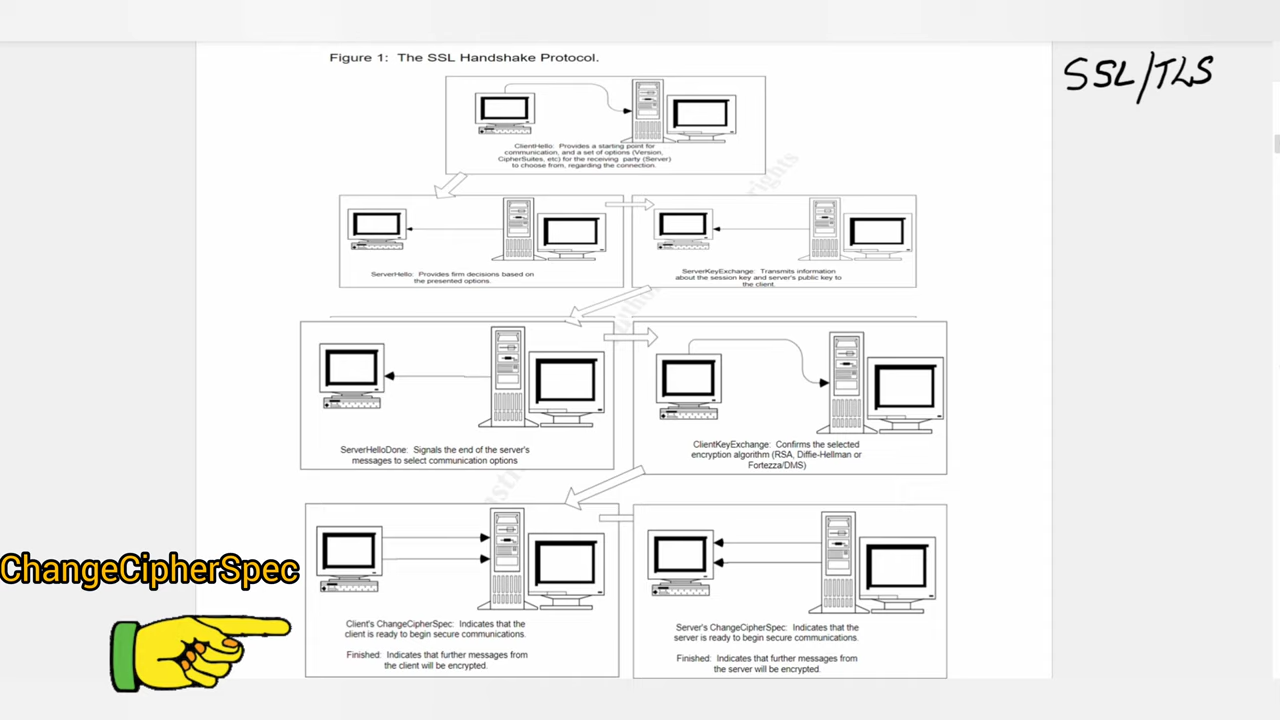 Figure 1: The SSL Handshake Protocol.
SSL/TLS
ClientHello: Provides a starting point for
communication, and a set of options (Version,
CipherSuites, etc) for the receiving party (Server)
to choose from, regarding the connection.
rights
ServerHello: Provides firm decisions based on
the presented options.
ServerKeyExchange: Transmits information
about the session key and server's public key to
the client.
ServerHelloDone: Signals the end of the server's
messages to select communication options
ClientKeyExchange: Confirms the selected
encryption algorithm (RSA, Diffie-Hellman or
Fortezza/DMS)
ChangeCipherSpec
Client's ChangeCipherSpec: Indicates that the
client is ready to begin secure communications.
Finished: Indicates that further messages from
the client will be encrypted.
Server's ChangeCipherSpec: Indicates that the
server is ready to begin secure communications.
Finished: Indicates that further messages from
the server will be encrypted.